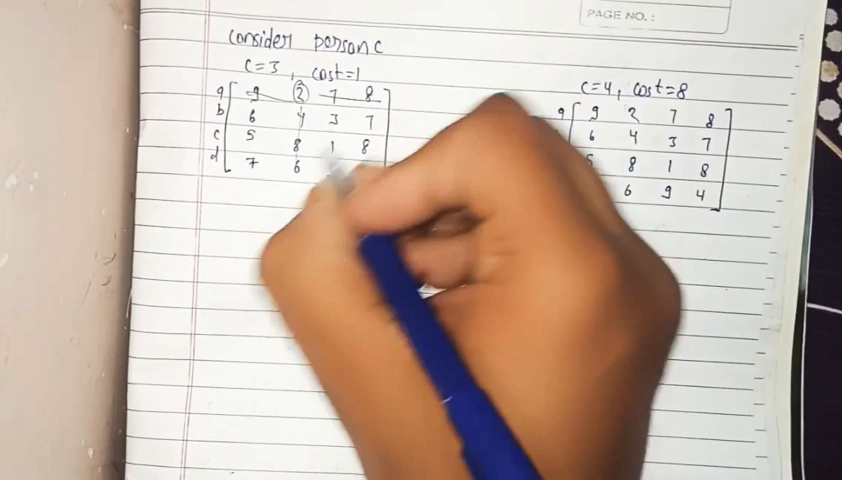 PAGE NO.:
consider person c
c=3, cost=1
a 9 2 7 8
b 6 4 3 7
c 5 8 1 8
d 7 6
c=4, cost=8
a 9 2 7 8
6 4 3 7
5 8 1 8
6 9 4